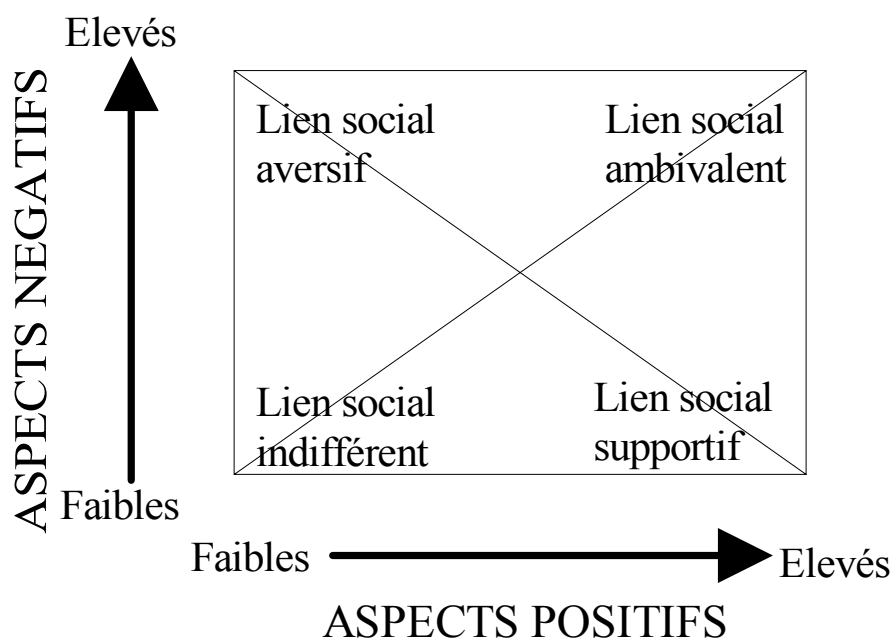 Elevés
ASPECTS NEGATIFS
Lien social
aversif
Lien social
ambivalent
Lien social
indifférent
Lien social
supportif
Faibles
Faibles
Elevés
ASPECTS POSITIFS